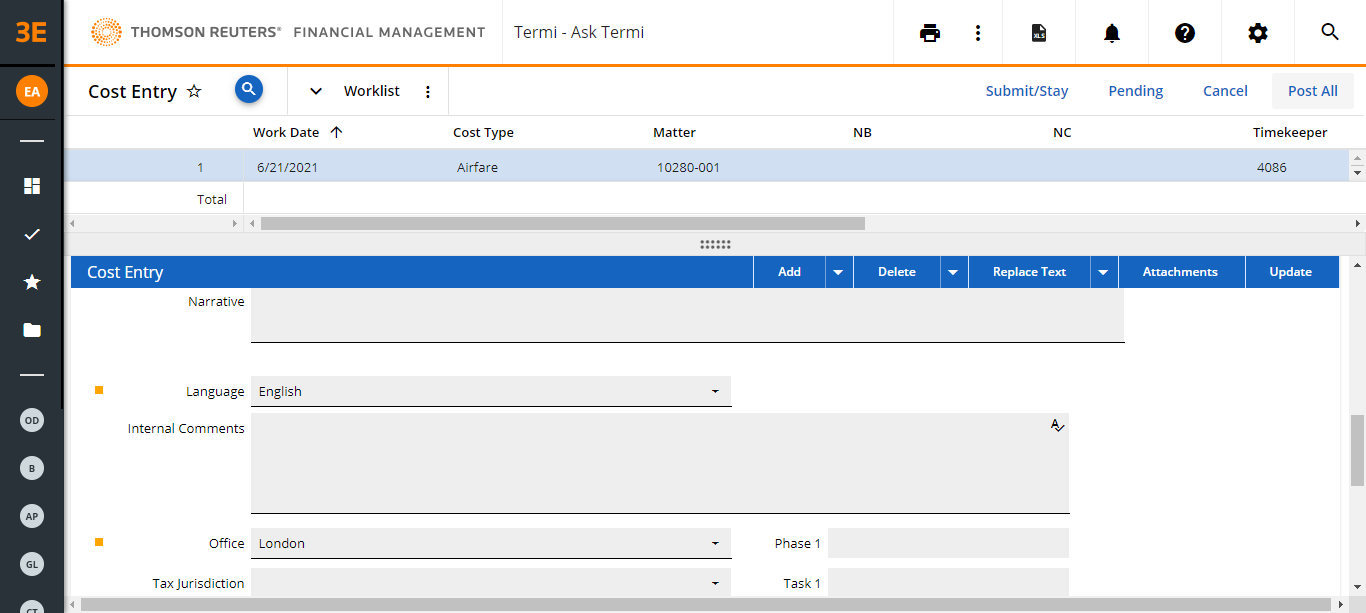 3E
THOMSON REUTERS® FINANCIAL MANAGEMENT
Termi - Ask Termi
XLS
EA
Cost Entry
Worklist
Submit/Stay
Pending
Cancel
Post All
Work Date
Cost Type
Matter
NB
NC
Timekeeper
1
6/21/2021
Airfare
10280-001
4086
Total
Cost Entry
Add
Delete
Replace Text
Attachments
Update
Narrative
Language
English
Internal Comments
A
Office
London
Phase 1
Tax Jurisdiction
Task 1
OD
B
AP
GL
CT